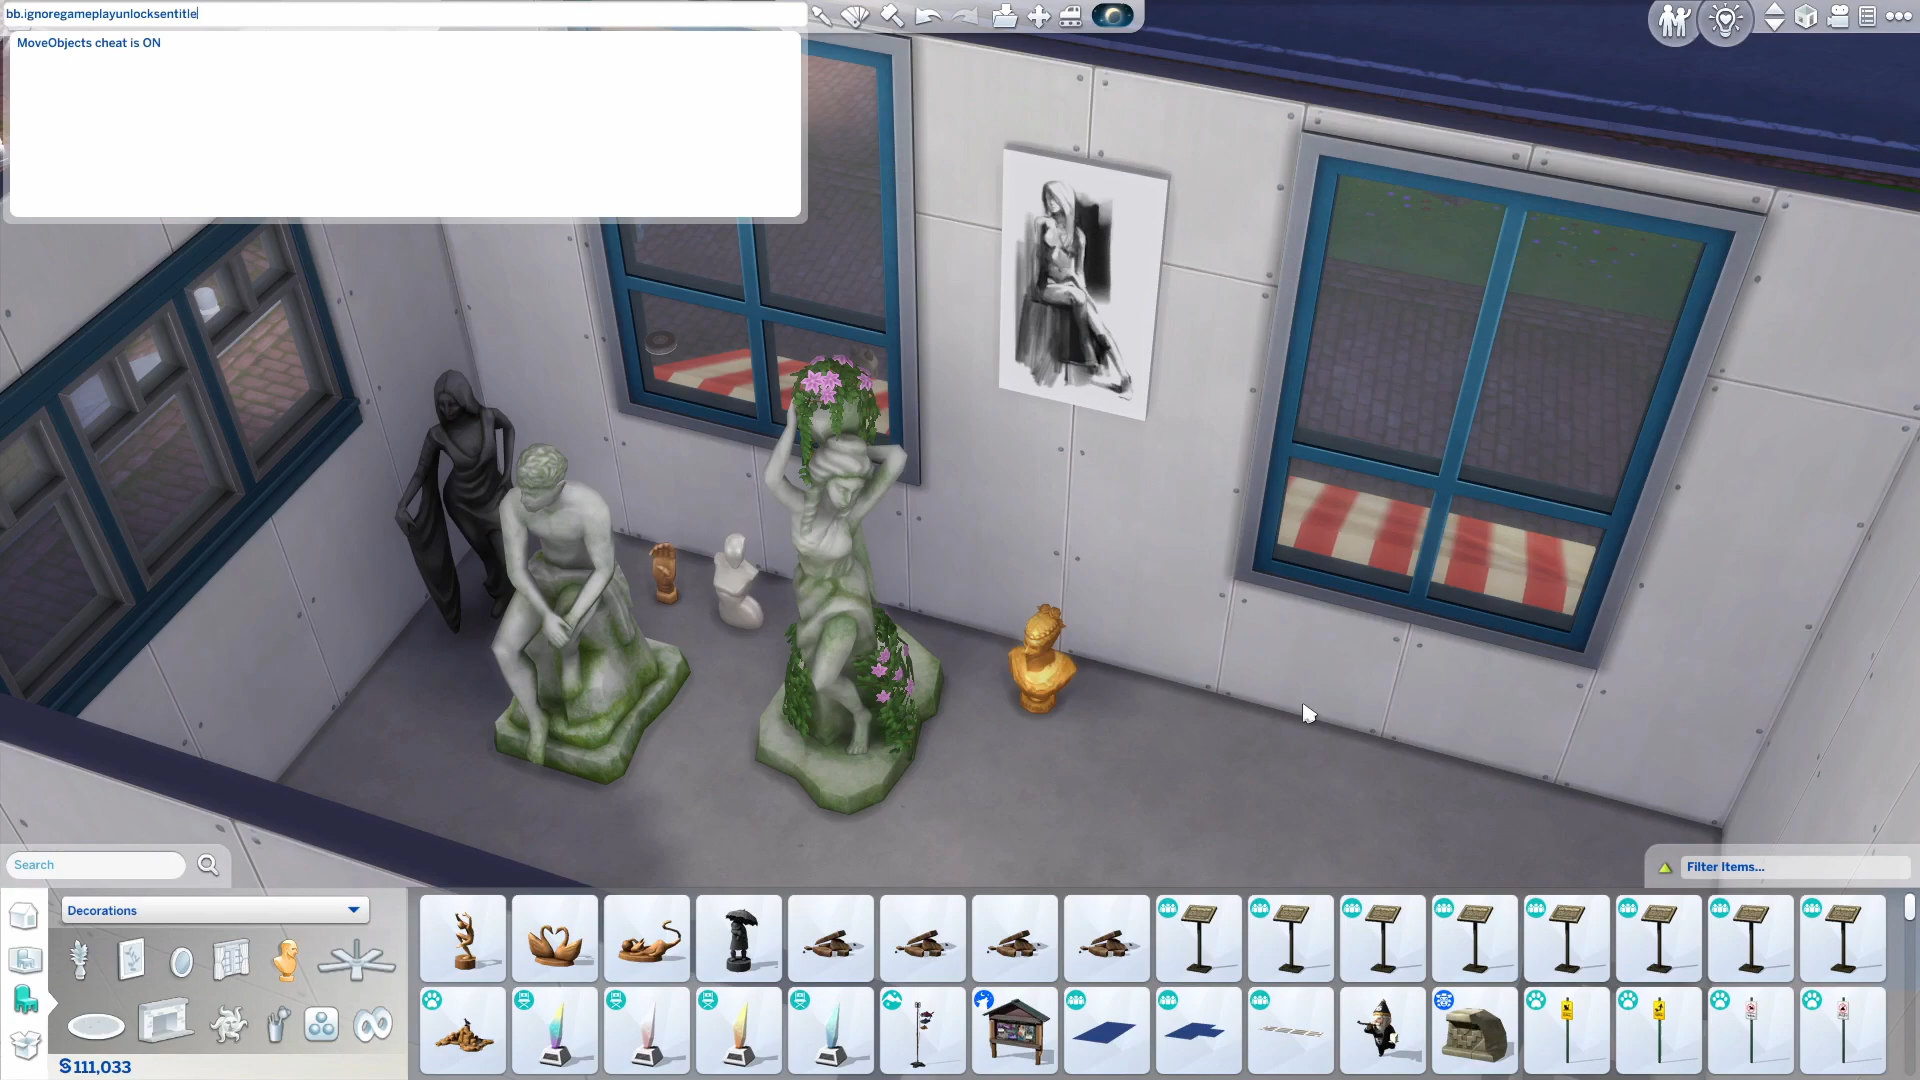 bb.ignoregameplayunlocksentitle
MoveObjects cheat is ON
Search
Filter Items...
Decorations
§111,033